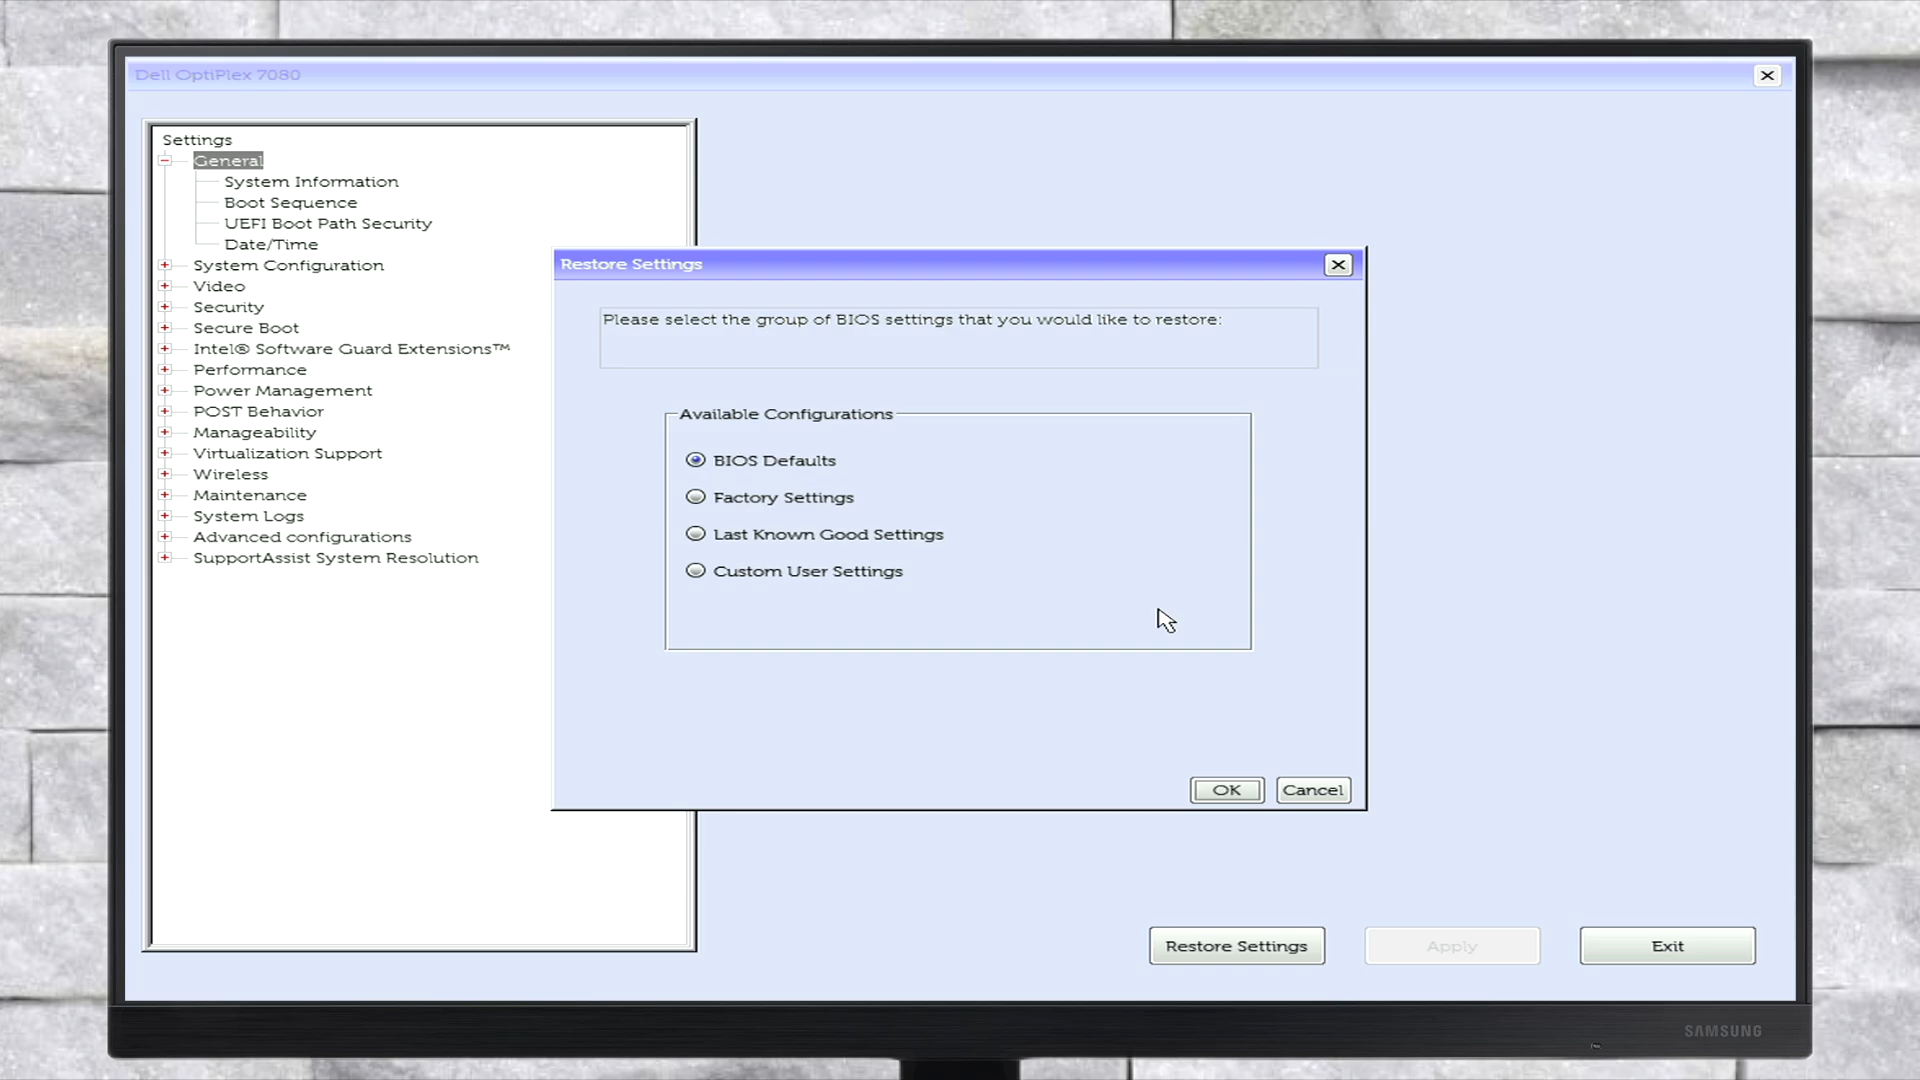 Dell OptiPlex 7080
Settings
General
System Information
Boot Sequence
UEFI Boot Path Security
Date/Time
System Configuration
Video
Security
Secure Boot
Intel® Software Guard Extensions™
Performance
Power Management
POST Behavior
Manageability
Virtualization Support
Wireless
Maintenance
System Logs
Advanced configurations
SupportAssist System Resolution
Restore Settings
Please select the group of BIOS settings that you would like to restore:
Available Configurations
BIOS Defaults
Factory Settings
Last Known Good Settings
Custom User Settings
OK Cancel
Restore Settings Apply Exit
SAMSUNG